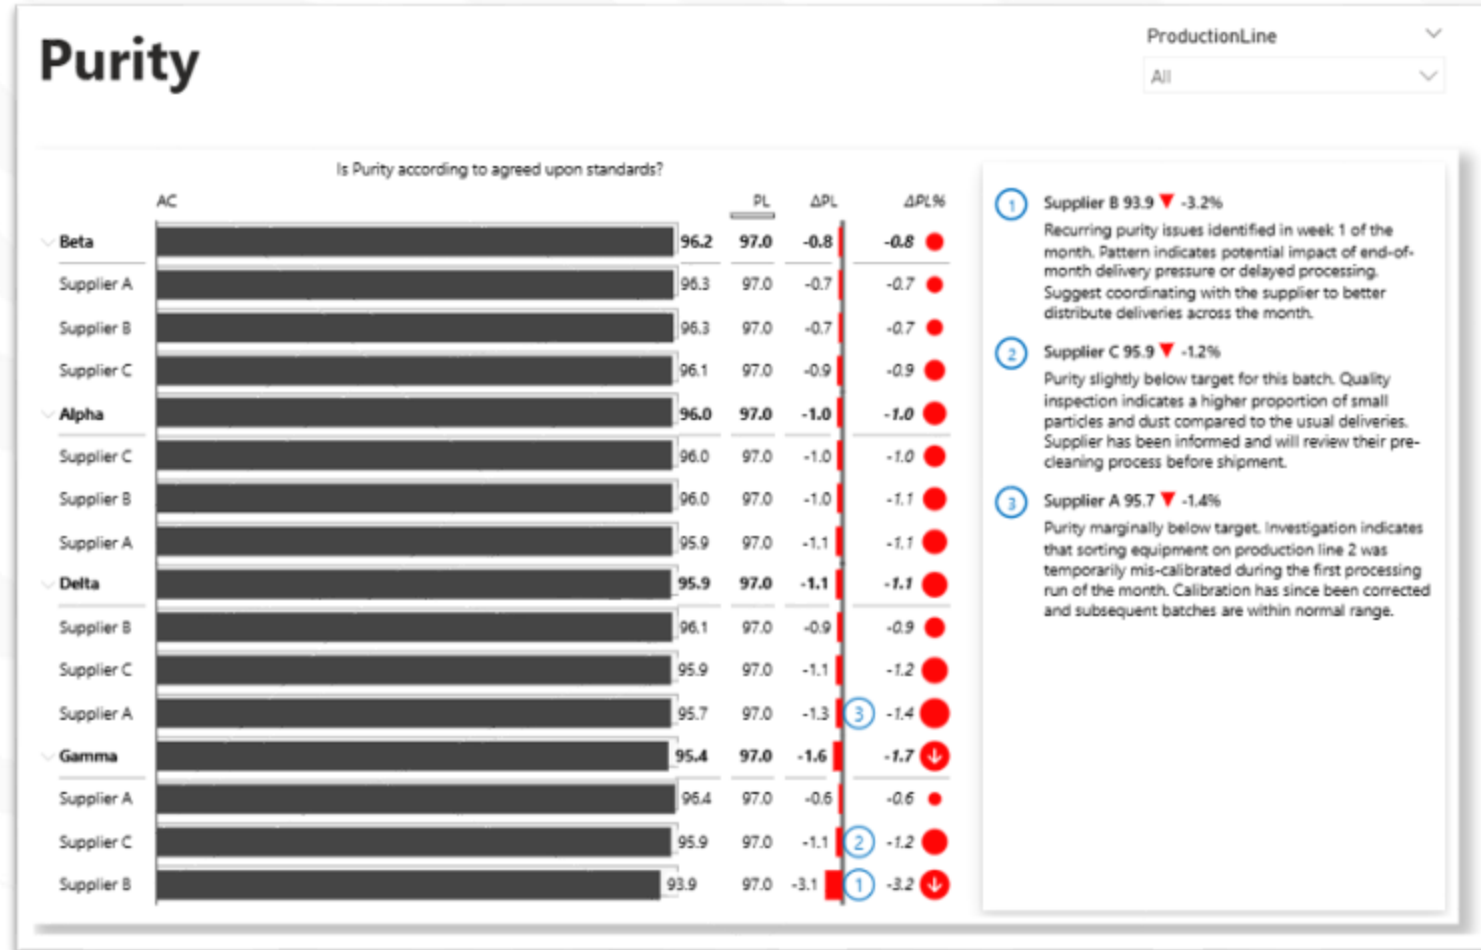 Purity
ProductionLine
All
Is Purity according to agreed upon standards?
AC PL ΔPL ΔPL%
Beta 96.2 97.0 -0.8 -0.8
Supplier A 96.3 97.0 -0.7 -0.7
Supplier B 96.3 97.0 -0.7 -0.7
Supplier C 96.1 97.0 -0.9 -0.9
Alpha 96.0 97.0 -1.0 -1.0
Supplier C 96.0 97.0 -1.0 -1.0
Supplier B 96.0 97.0 -1.0 -1.1
Supplier A 95.9 97.0 -1.1 -1.1
Delta 95.9 97.0 -1.1 -1.1
Supplier B 96.1 97.0 -0.9 -0.9
Supplier C 95.9 97.0 -1.1 -1.2
Supplier A 95.7 97.0 -1.3 3 -1.4
Gamma 95.4 97.0 -1.6 -1.7
Supplier A 96.4 97.0 -0.6 -0.6
Supplier C 95.9 97.0 -1.1 2 -1.2
Supplier B 93.9 97.0 -3.1 1 -3.2
1 Supplier B 93.9 ▼ -3.2%
Recurring purity issues identified in week 1 of the
month. Pattern indicates potential impact of end-of-
month delivery pressure or delayed processing.
Suggest coordinating with the supplier to better
distribute deliveries across the month.
2 Supplier C 95.9 ▼ -1.2%
Purity slightly below target for this batch. Quality
inspection indicates a higher proportion of small
particles and dust compared to the usual deliveries.
Supplier has been informed and will review their pre-
cleaning process before shipment.
3 Supplier A 95.7 ▼ -1.4%
Purity marginally below target. Investigation indicates
that sorting equipment on production line 2 was
temporarily mis-calibrated during the first processing
run of the month. Calibration has since been corrected
and subsequent batches are within normal range.